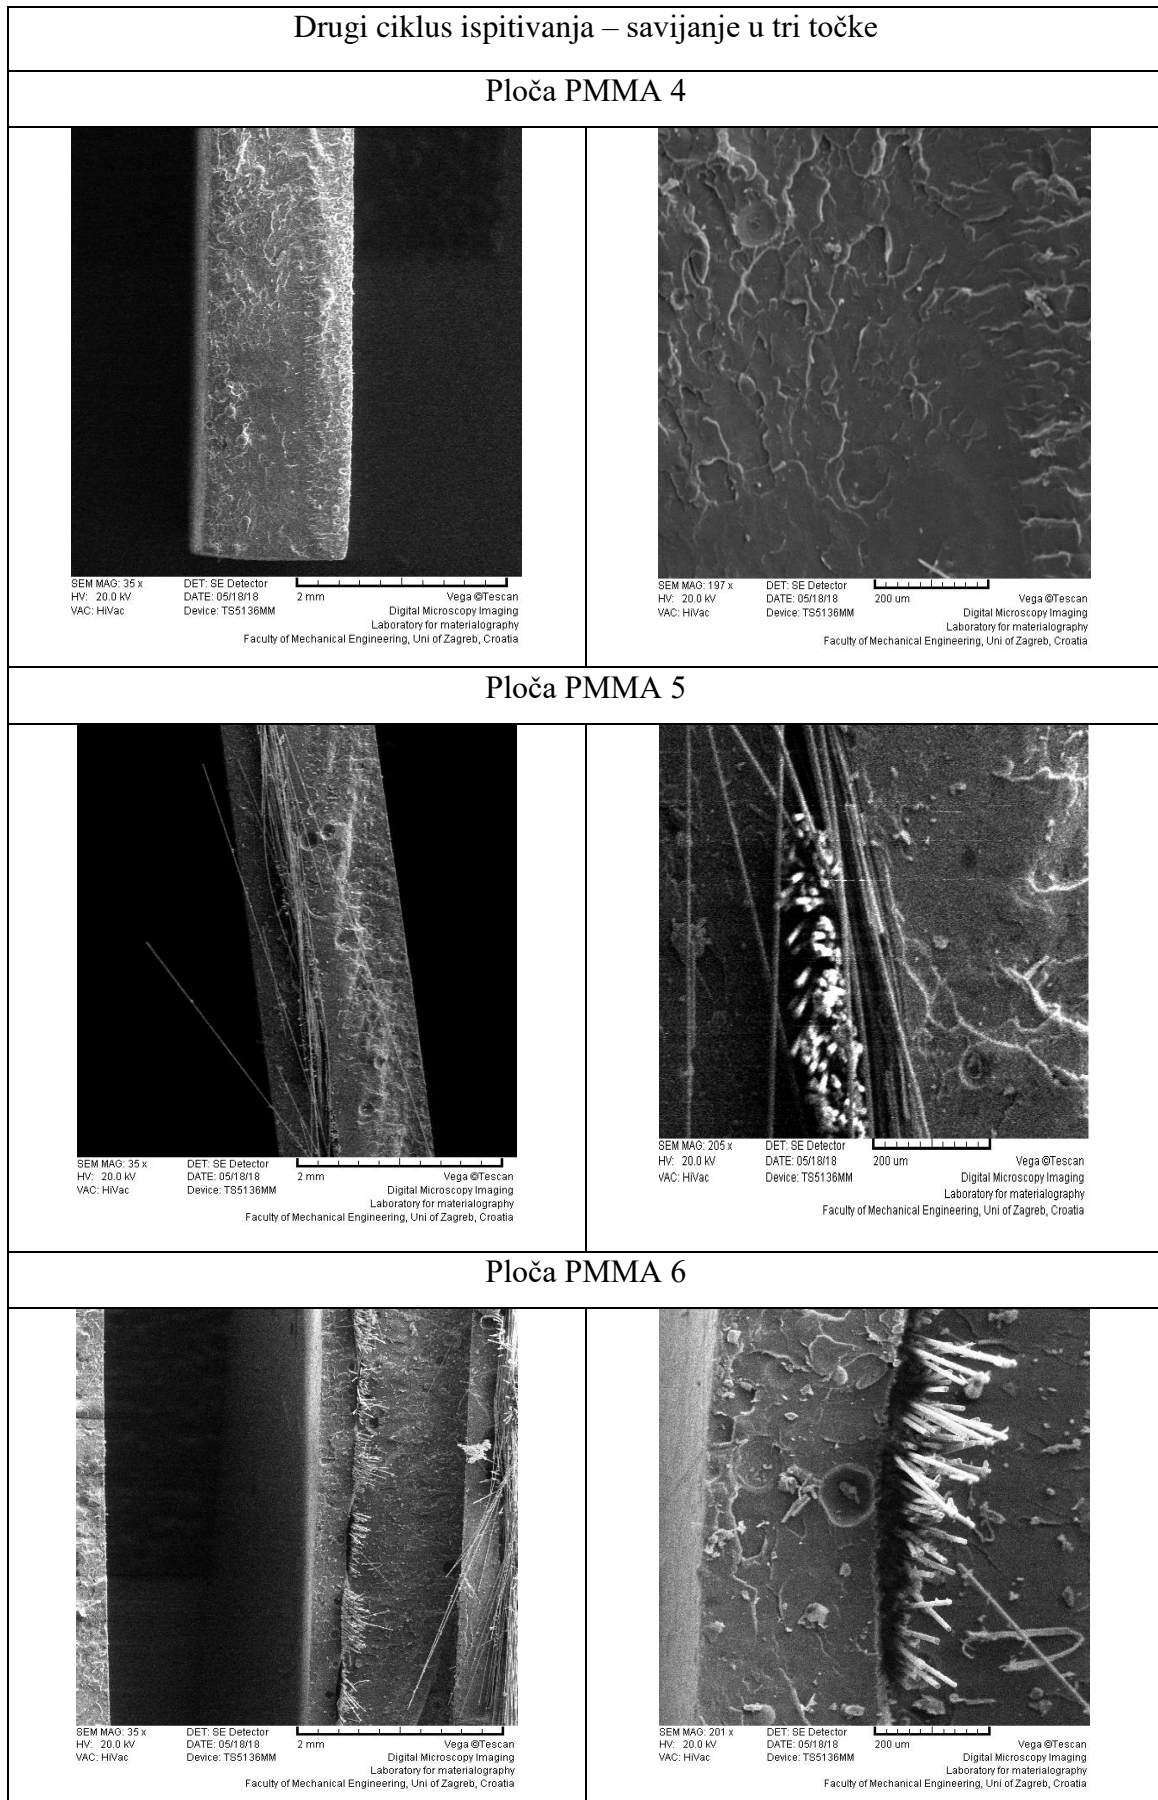 Drugi ciklus ispitivanja – savijanje u tri točke
Ploča PMMA 4
SEM MAG: 35 x DET: SE Detector
HV: 20.0 kV DATE: 05/18/18 2 mm Vega ©Tescan
VAC: HiVac Device: TS5136MM Digital Microscopy Imaging
Laboratory for materialography
Faculty of Mechanical Engineering, Uni of Zagreb, Croatia
SEM MAG: 197 x DET: SE Detector
HV: 20.0 kV DATE: 05/18/18 200 um Vega ©Tescan
VAC: HiVac Device: TS5136MM Digital Microscopy Imaging
Laboratory for materialography
Faculty of Mechanical Engineering, Uni of Zagreb, Croatia
Ploča PMMA 5
SEM MAG: 35 x DET: SE Detector
HV: 20.0 kV DATE: 05/18/18 2 mm Vega ©Tescan
VAC: HiVac Device: TS5136MM Digital Microscopy Imaging
Laboratory for materialography
Faculty of Mechanical Engineering, Uni of Zagreb, Croatia
SEM MAG: 205 x DET: SE Detector
HV: 20.0 kV DATE: 05/18/18 200 um Vega ©Tescan
VAC: HiVac Device: TS5136MM Digital Microscopy Imaging
Laboratory for materialography
Faculty of Mechanical Engineering, Uni of Zagreb, Croatia
Ploča PMMA 6
SEM MAG: 35 x DET: SE Detector
HV: 20.0 kV DATE: 05/18/18 2 mm Vega ©Tescan
VAC: HiVac Device: TS5136MM Digital Microscopy Imaging
Laboratory for materialography
Faculty of Mechanical Engineering, Uni of Zagreb, Croatia
SEM MAG: 201 x DET: SE Detector
HV: 20.0 kV DATE: 05/18/18 200 um Vega ©Tescan
VAC: HiVac Device: TS5136MM Digital Microscopy Imaging
Laboratory for materialography
Faculty of Mechanical Engineering, Uni of Zagreb, Croatia